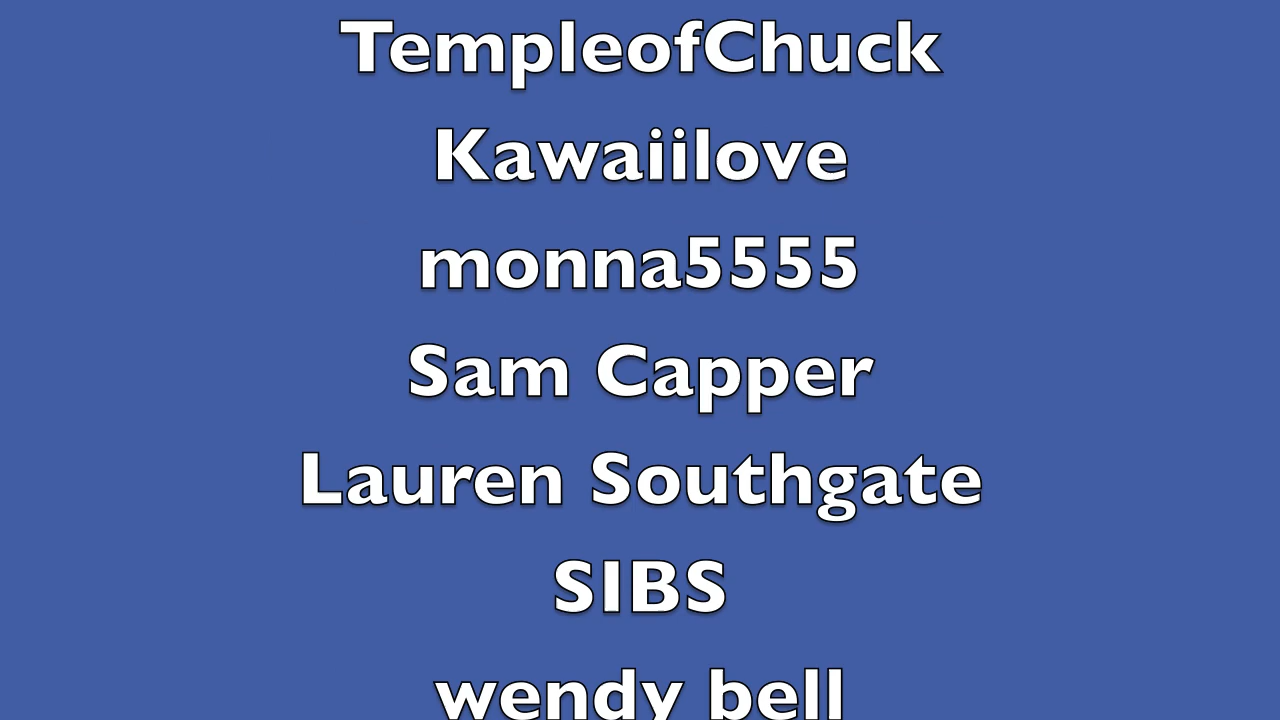 TempleofChuck
Kawaiilove
monna5555
Sam Capper
Lauren Southgate
SIBS
wendy bell